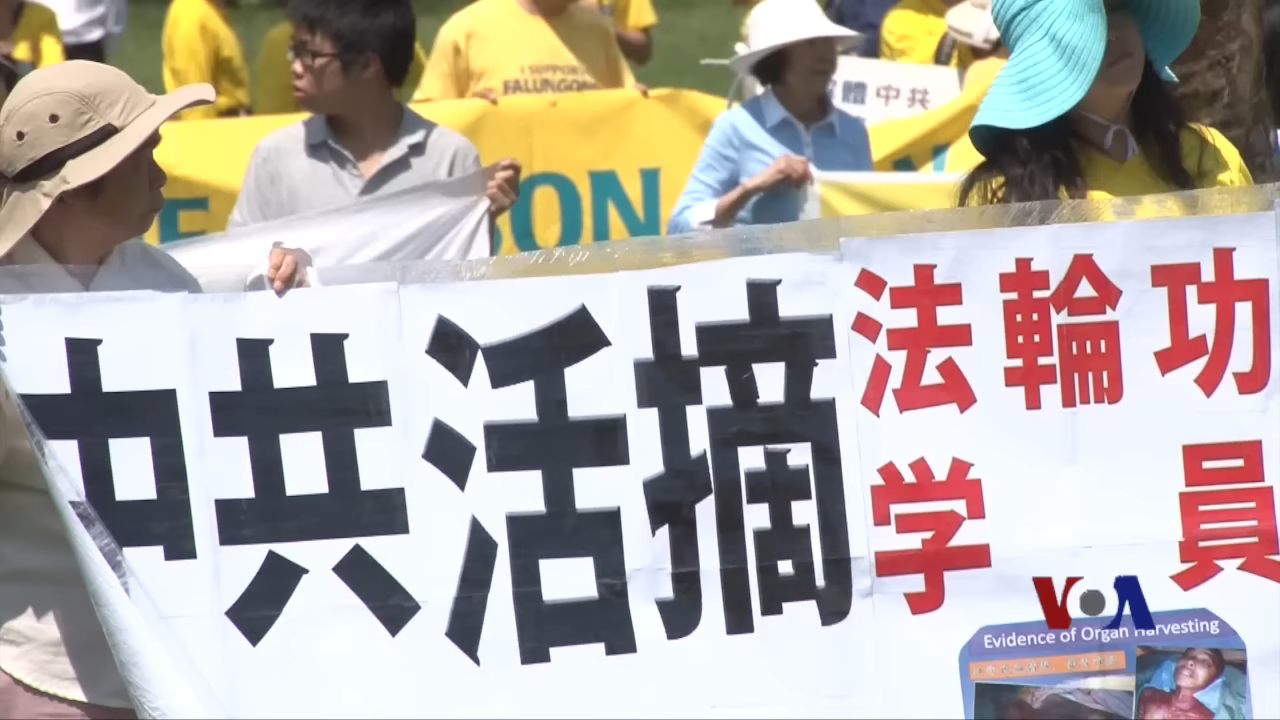 I SUPPORT
FALUNGONG
體中共
E
ON
N
中共活摘
法輪功
学員
VOA
Evidence of Organ Harvesting